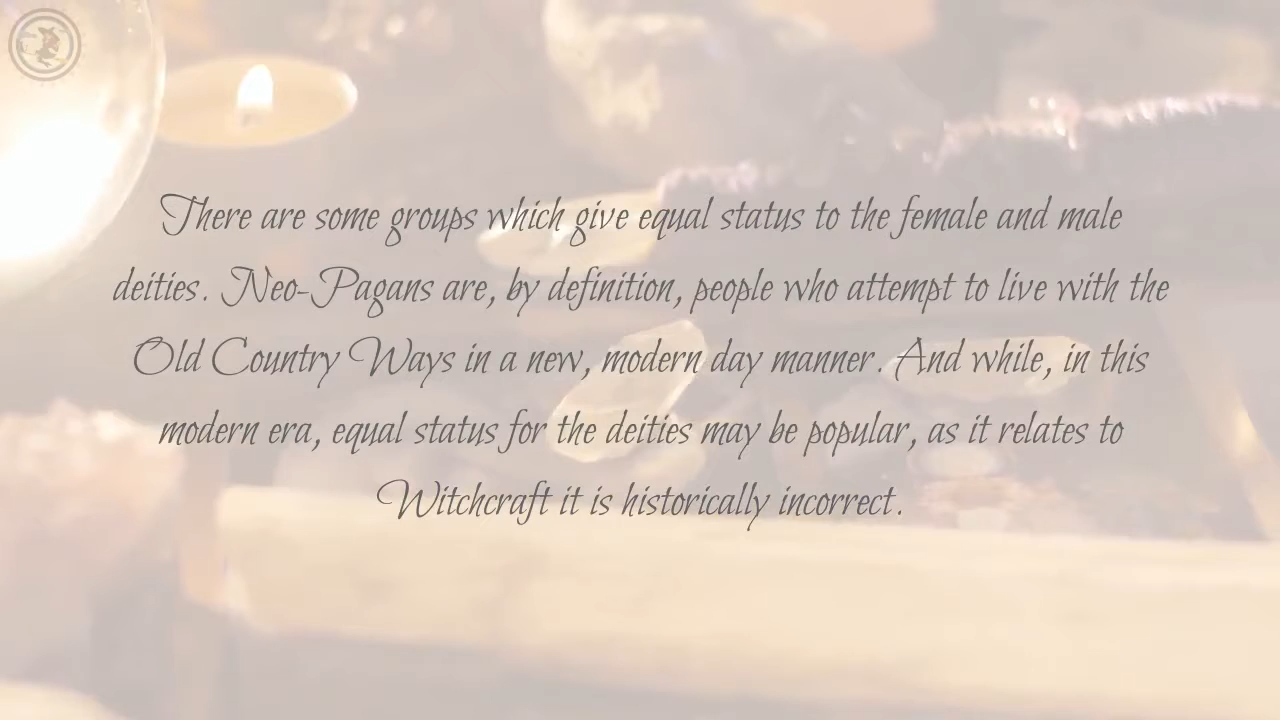 There are some groups which give equal status to the female and male
deities. Neo-Pagans are, by definition, people who attempt to live with the
Old Country Ways in a new, modern day manner. And while, in this
modern era, equal status for the deities may be popular, as it relates to
Witchcraft it is historically incorrect.